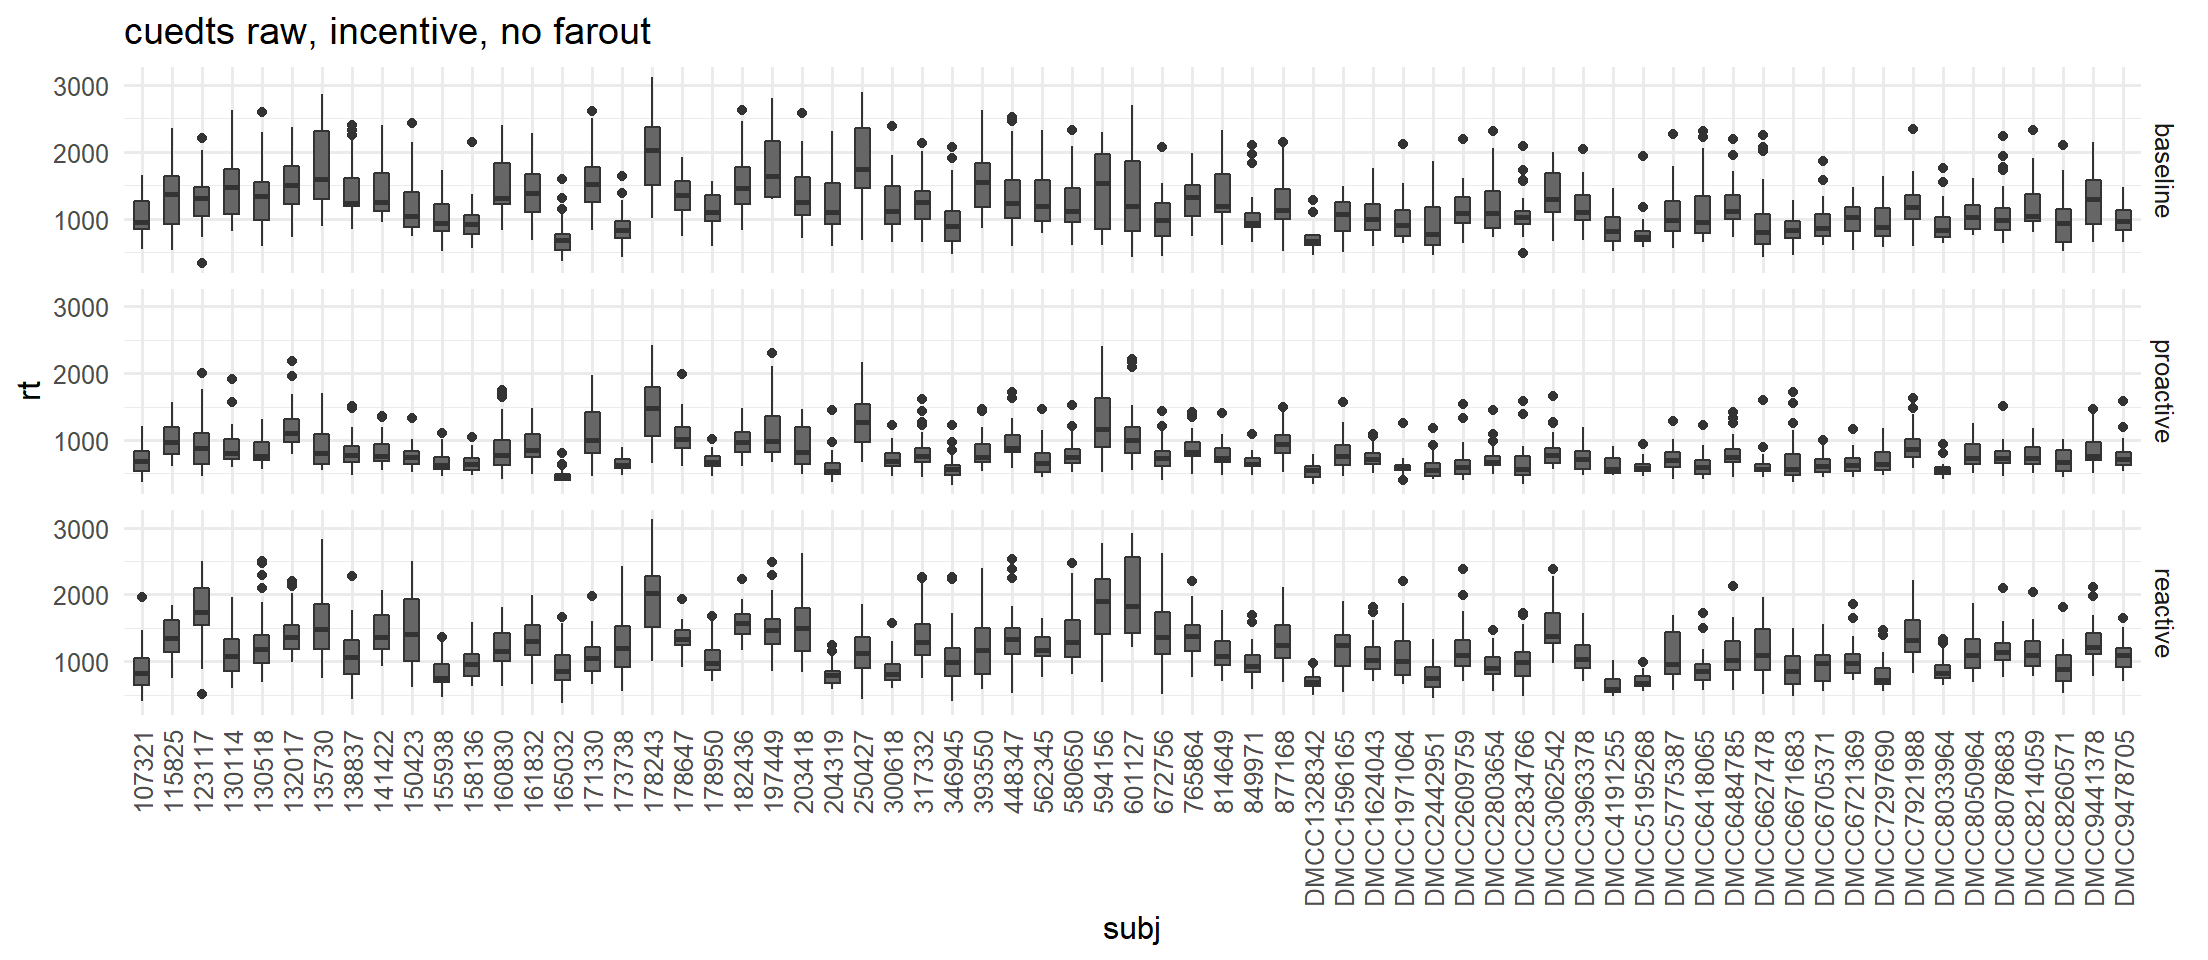 cuedts raw, incentive, no farout
3000
2000
1000
baseline
3000
2000
1000
proactive
3000
2000
1000
reactive
rt
107321
115825
123117
130114
130518
132017
135730
138837
141422
150423
155938
158136
160830
161832
165032
171330
173738
178243
178647
178950
182436
197449
203418
204319
250427
300618
317332
346945
393550
448347
562345
580650
594156
601127
672756
765864
814649
849971
877168
DMCC1328342
DMCC1596165
DMCC1624043
DMCC1971064
DMCC2442951
DMCC2609759
DMCC2803654
DMCC2834766
DMCC3062542
DMCC3963378
DMCC4191255
DMCC5195268
DMCC5775387
DMCC6418065
DMCC6484785
DMCC6627478
DMCC6671683
DMCC6705371
DMCC6721369
DMCC7297690
DMCC7921988
DMCC8033964
DMCC8050964
DMCC8078683
DMCC8214059
DMCC8260571
DMCC9441378
DMCC9478705
subj